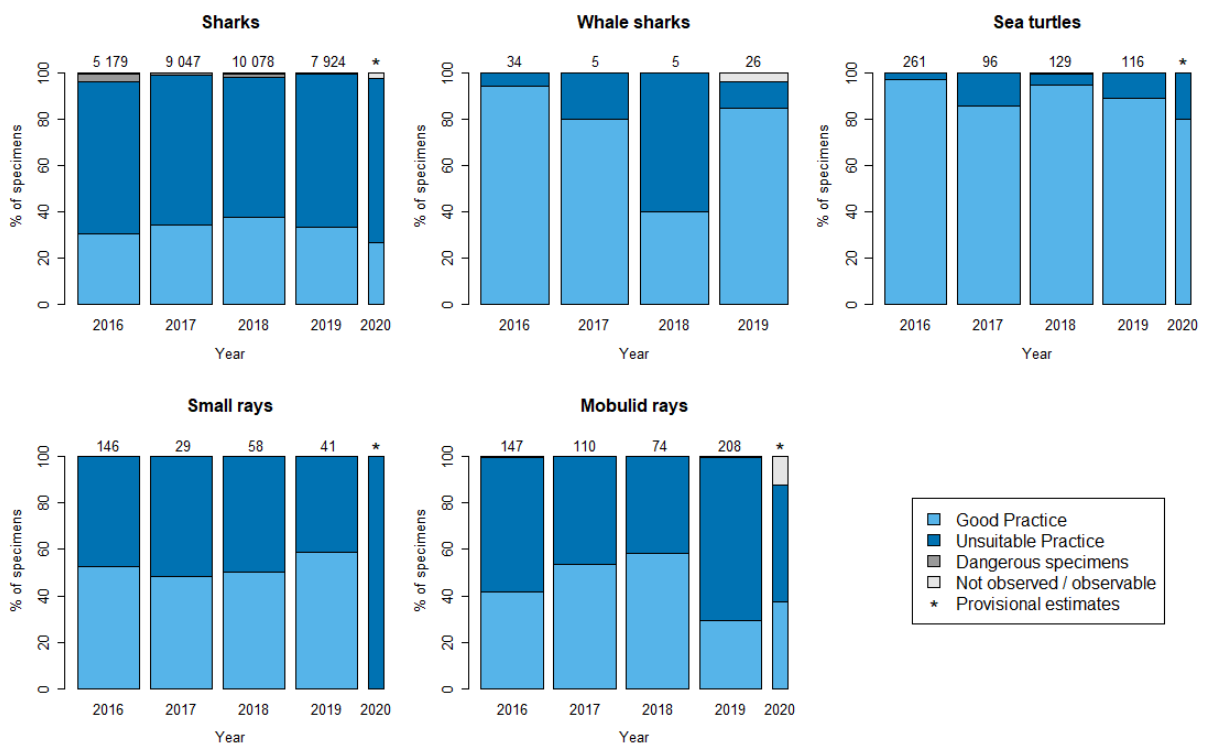 Sharks
5 179 9 047 10 078 7 924 *
% of specimens
100
80
60
40
20
0
2016 2017 2018 2019 2020
Year
Whale sharks
34 5 5 26
% of specimens
100
80
60
40
20
0
2016 2017 2018 2019
Year
Sea turtles
261 96 129 116 *
% of specimens
100
80
60
40
20
0
2016 2017 2018 2019 2020
Year
Small rays
146 29 58 41 *
% of specimens
100
80
60
40
20
0
2016 2017 2018 2019 2020
Year
Mobulid rays
147 110 74 208 *
% of specimens
100
80
60
40
20
0
2016 2017 2018 2019 2020
Year
Good Practice
Unsuitable Practice
Dangerous specimens
Not observed / observable
* Provisional estimates